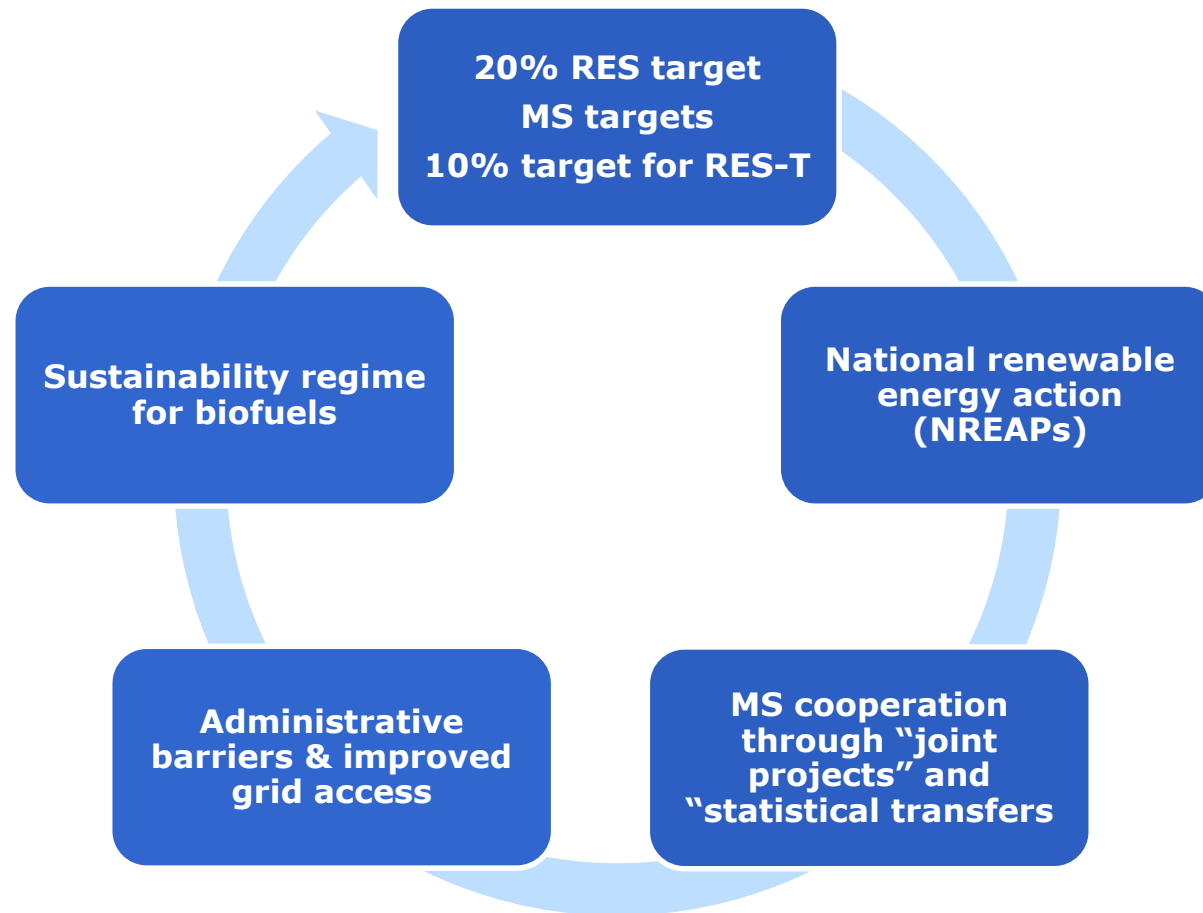 20% RES target
MS targets
10% target for RES-T
National renewable
energy action
(NREAPs)
MS cooperation
through “joint
projects” and
“statistical transfers
Administrative
barriers & improved
grid access
Sustainability regime
for biofuels